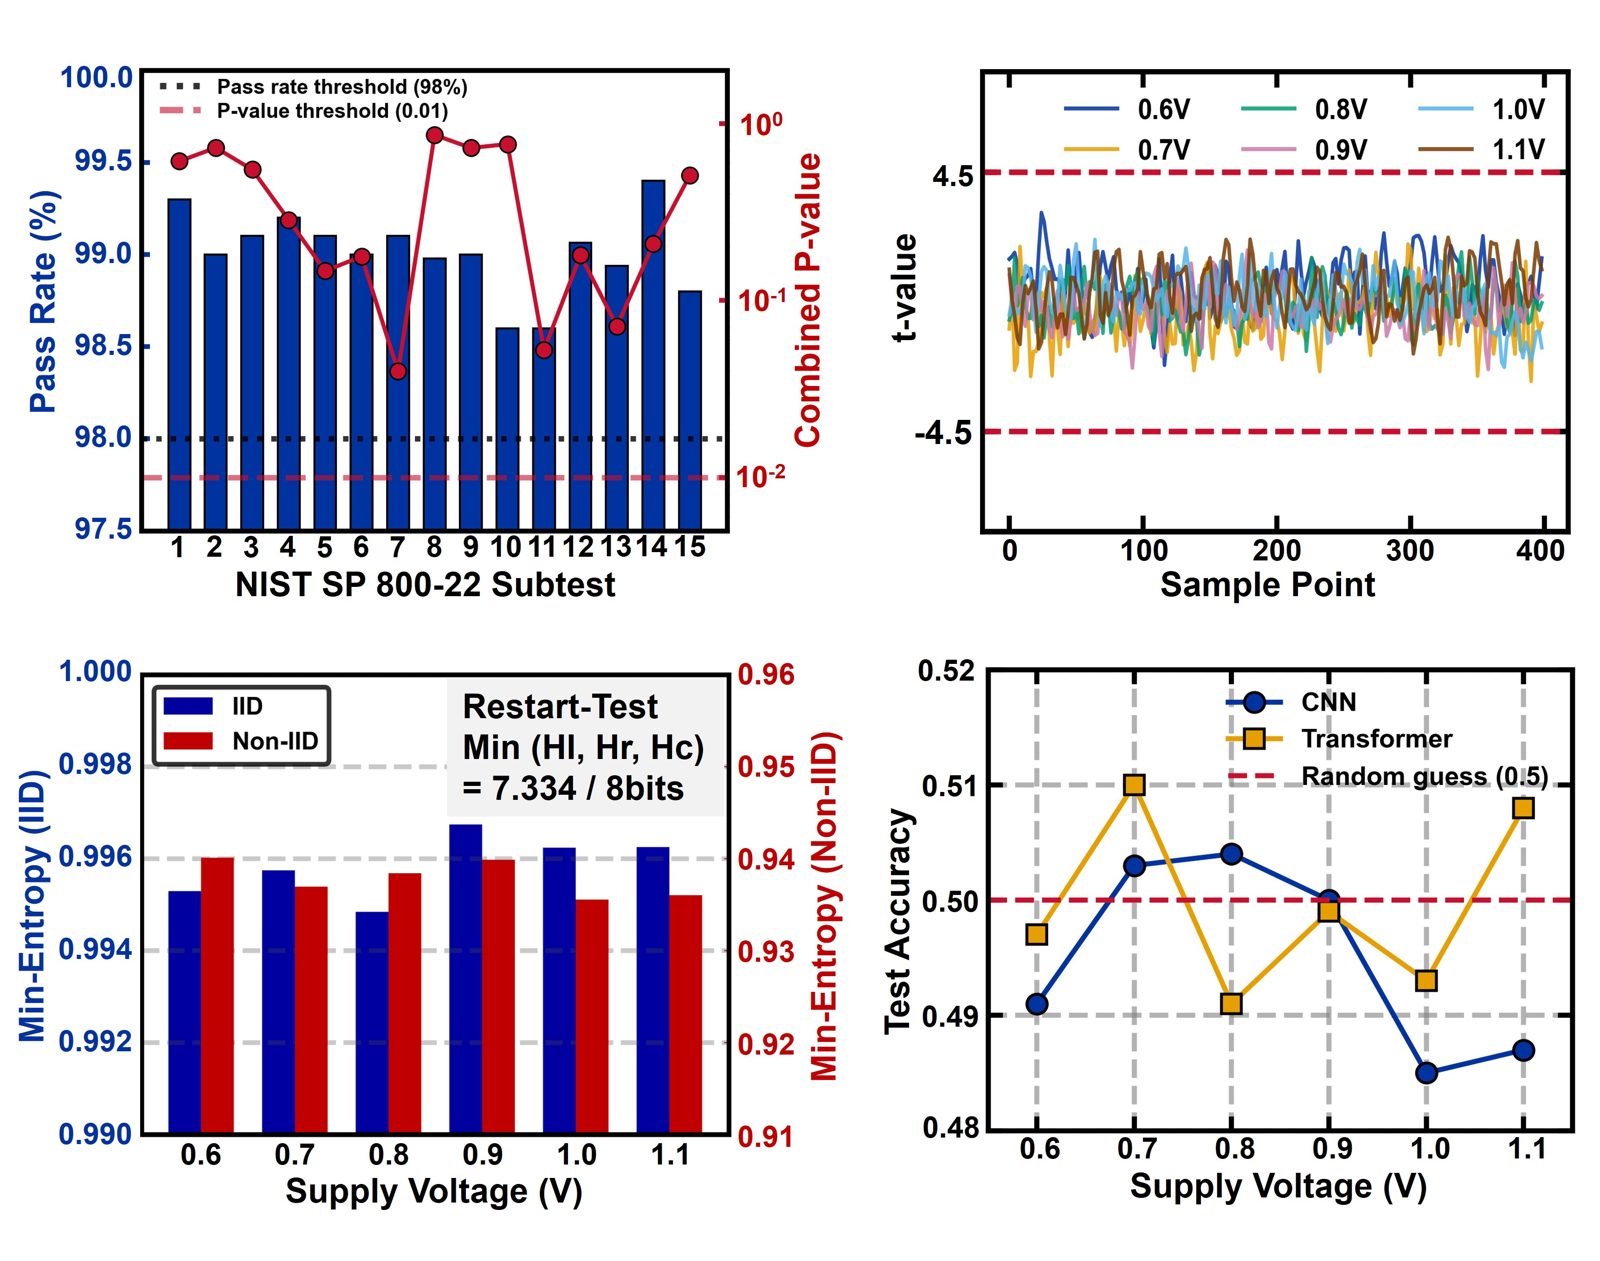 Pass rate threshold (98%)
P-value threshold (0.01)
100.0
99.5
99.0
98.5
98.0
97.5
Pass Rate (%)
10^0
10^-1
10^-2
Combined P-value
1 2 3 4 5 6 7 8 9 10 11 12 13 14 15
NIST SP 800-22 Subtest
0.6V 0.8V 1.0V
0.7V 0.9V 1.1V
4.5
-4.5
t-value
0 100 200 300 400
Sample Point
IID
Non-IID
Restart-Test
Min (Hl, Hr, Hc)
= 7.334 / 8bits
1.000
0.998
0.996
0.994
0.992
0.990
Min-Entropy (IID)
0.96
0.95
0.94
0.93
0.92
0.91
Min-Entropy (Non-IID)
0.6 0.7 0.8 0.9 1.0 1.1
Supply Voltage (V)
CNN
Transformer
Random guess (0.5)
0.52
0.51
0.50
0.49
0.48
Test Accuracy
0.6 0.7 0.8 0.9 1.0 1.1
Supply Voltage (V)